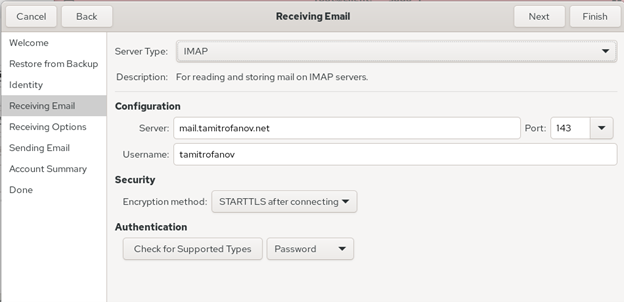 Cancel Back Receiving Email Next Finish
Welcome
Restore from Backup
Identity
Receiving Email
Receiving Options
Sending Email
Account Summary
Done
Server Type: IMAP
Description: For reading and storing mail on IMAP servers.
Configuration
Server: mail.tamitrofanov.net Port: 143
Username: tamitrofanov
Security
Encryption method: STARTTLS after connecting
Authentication
Check for Supported Types Password